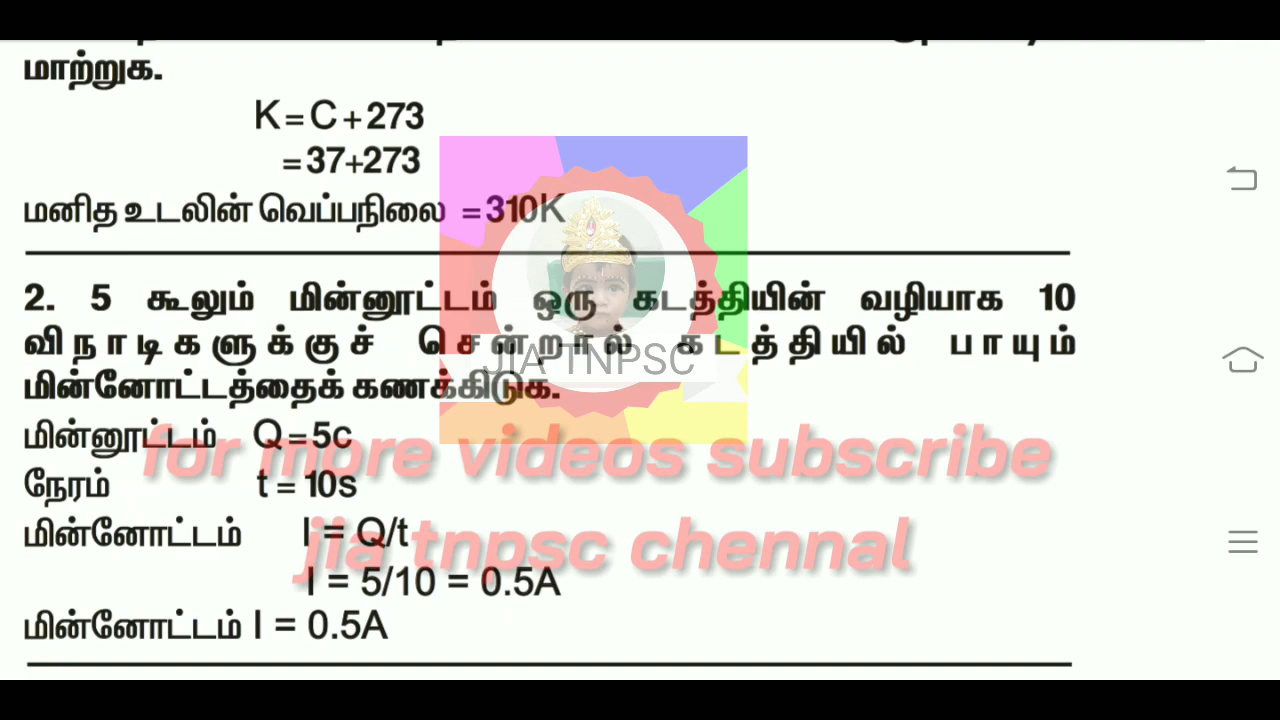 மாற்றுக.
K = C + 273
= 37+273
மனித உடலின் வெப்பநிலை = 310K
2. 5 கூலும் மின்னூட்டம் ஒரு கடத்தியின் வழியாக 10
விநாடிகளுக்குச் சென்றால் கடத்தியில் பாயும்
மின்னோட்டத்தைக் கணக்கிடுக.
JIA TNPSC
மின்னூட்டம் Q = 5c
for more videos subscribe
நேரம் t = 10s
மின்னோட்டம் I = Q/t
jia tnpsc chennal
I = 5/10 = 0.5A
மின்னோட்டம் I = 0.5A